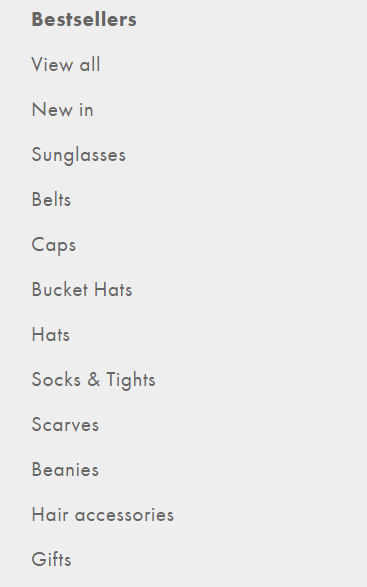 Bestsellers
View all
New in
Sunglasses
Belts
Caps
Bucket Hats
Hats
Socks & Tights
Scarves
Beanies
Hair accessories
Gifts